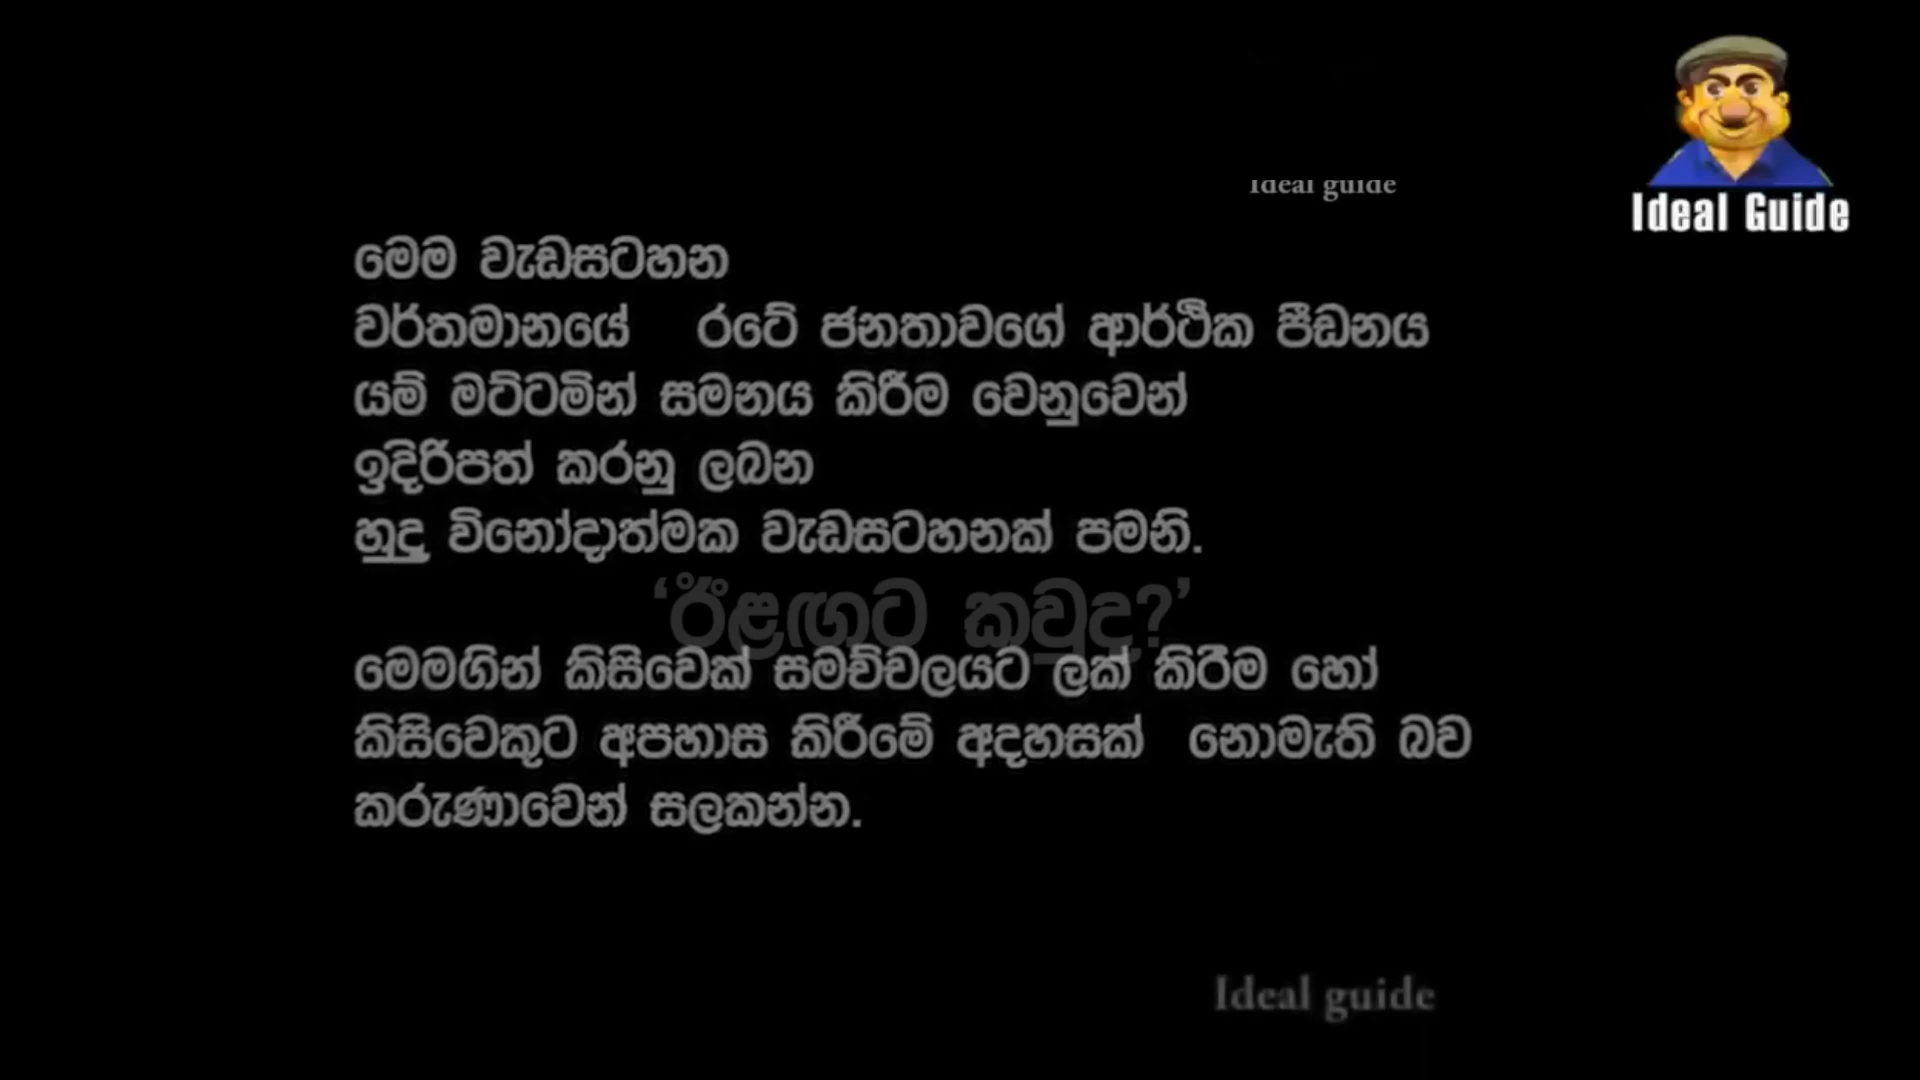 Ideal guide
Ideal Guide
මෙම වැඩසටහන
වර්තමානයේ රටේ ජනතාවගේ ආර්ථික පීඩනය
යම් මට්ටමින් සමනය කිරීම වෙනුවෙන්
ඉදිරිපත් කරනු ලබන
හුදු විනෝදාත්මක වැඩසටහනක් පමනි.
‘ඊළඟට කවුද?’
මෙමගින් කිසිවෙක් සමච්චලයට ලක් කිරීම හෝ
කිසිවෙකුට අපහාස කිරීමේ අදහසක් නොමැති බව
කරුණාවෙන් සලකන්න.
Ideal guide